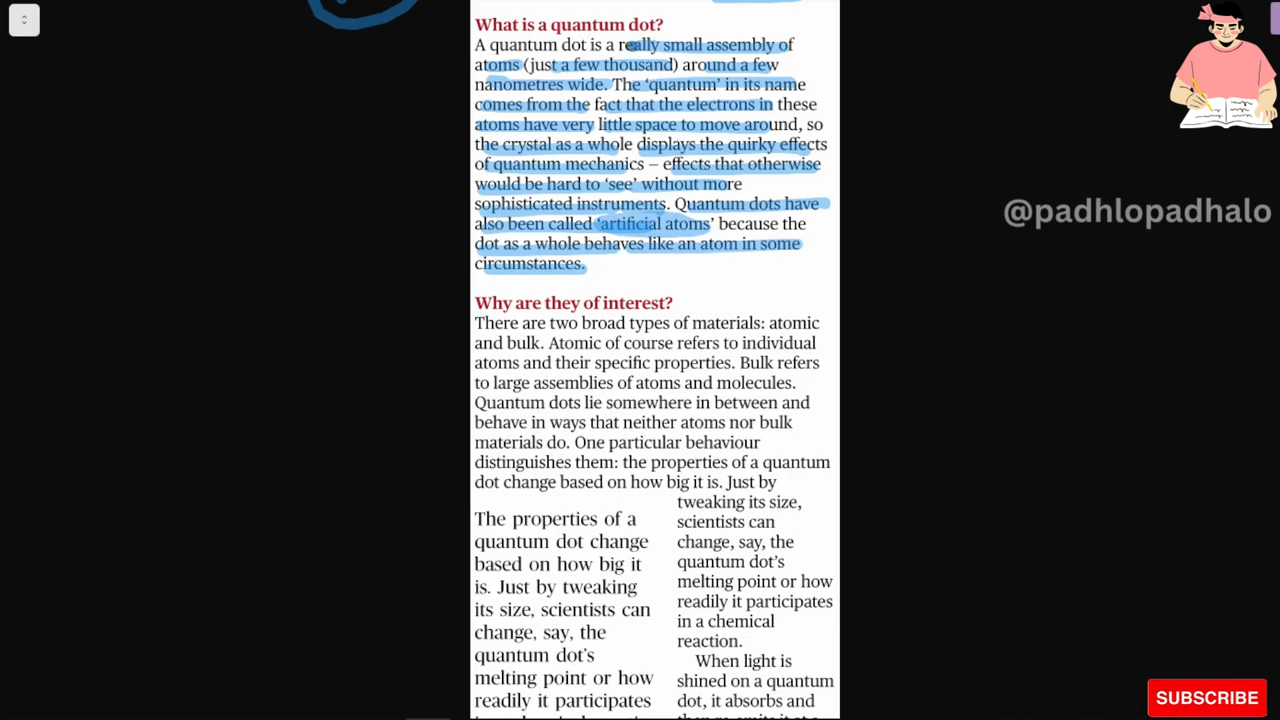 What is a quantum dot?
A quantum dot is a really small assembly of
atoms (just a few thousand) around a few
nanometres wide. The ‘quantum’ in its name
comes from the fact that the electrons in these
atoms have very little space to move around, so
the crystal as a whole displays the quirky effects
of quantum mechanics – effects that otherwise
would be hard to ‘see’ without more
sophisticated instruments. Quantum dots have
also been called ‘artificial atoms’ because the
dot as a whole behaves like an atom in some
circumstances.
Why are they of interest?
There are two broad types of materials: atomic
and bulk. Atomic of course refers to individual
atoms and their specific properties. Bulk refers
to large assemblies of atoms and molecules.
Quantum dots lie somewhere in between and
behave in ways that neither atoms nor bulk
materials do. One particular behaviour
distinguishes them: the properties of a quantum
dot change based on how big it is. Just by
tweaking its size,
scientists can
change, say, the
quantum dot’s
melting point or how
readily it participates
in a chemical
reaction.
When light is
shined on a quantum
dot, it absorbs and
The properties of a
quantum dot change
based on how big it
is. Just by tweaking
its size, scientists can
change, say, the
quantum dot’s
melting point or how
readily it participates
@padhlopadhalo
SUBSCRIBE